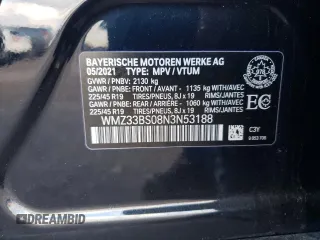 BAYERISCHE MOTOREN WERKE AG
05/2021 TYPE: MPV / VTUM
GVWR / PNBV: 2130 kg
GAWR / PNBE: FRONT / AVANT - 1135 kg WITH/AVEC
225/45 R19 TIRES/PNEUS, 8J x 19 RIMS/JANTES
GAWR / PNBE: REAR / ARRIERE - 1060 kg WITH/AVEC
225/45 R19 TIRES/PNEUS, 8J x 19 RIMS/JANTES
WMZ33BS08N3N53188
EC
C3Y
DREAMBID